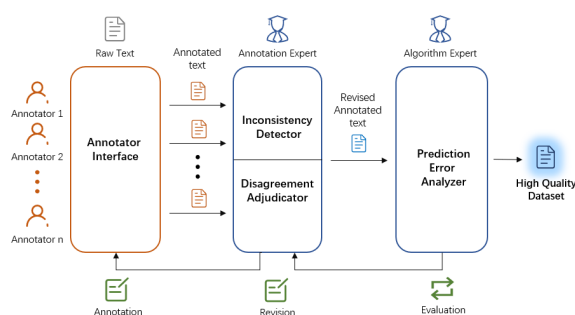 Raw Text
Annotated
text
Annotation Expert
Algorithm Expert
Annotator 1
Annotator 2
Annotator n
Annotator
Interface
Inconsistency
Detector
Disagreement
Adjudicator
Revised
Annotated
text
Prediction
Error
Analyzer
High Quality
Dataset
Annotation
Revision
Evaluation